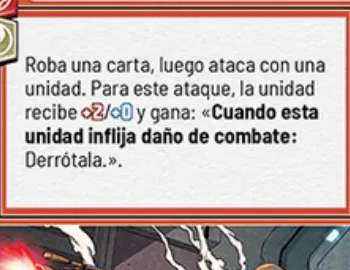 Roba una carta, luego ataca con una
unidad. Para este ataque, la unidad
recibe +2/+0 y gana: «Cuando esta
unidad inflija daño de combate:
Derrótala.».